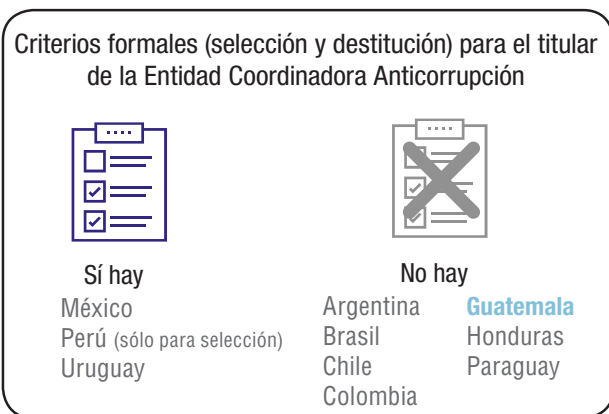 Criterios formales (selección y destitución) para el titular
de la Entidad Coordinadora Anticorrupción
Sí hay
México
Perú (sólo para selección)
Uruguay
No hay
Argentina
Brasil
Chile
Colombia
Guatemala
Honduras
Paraguay